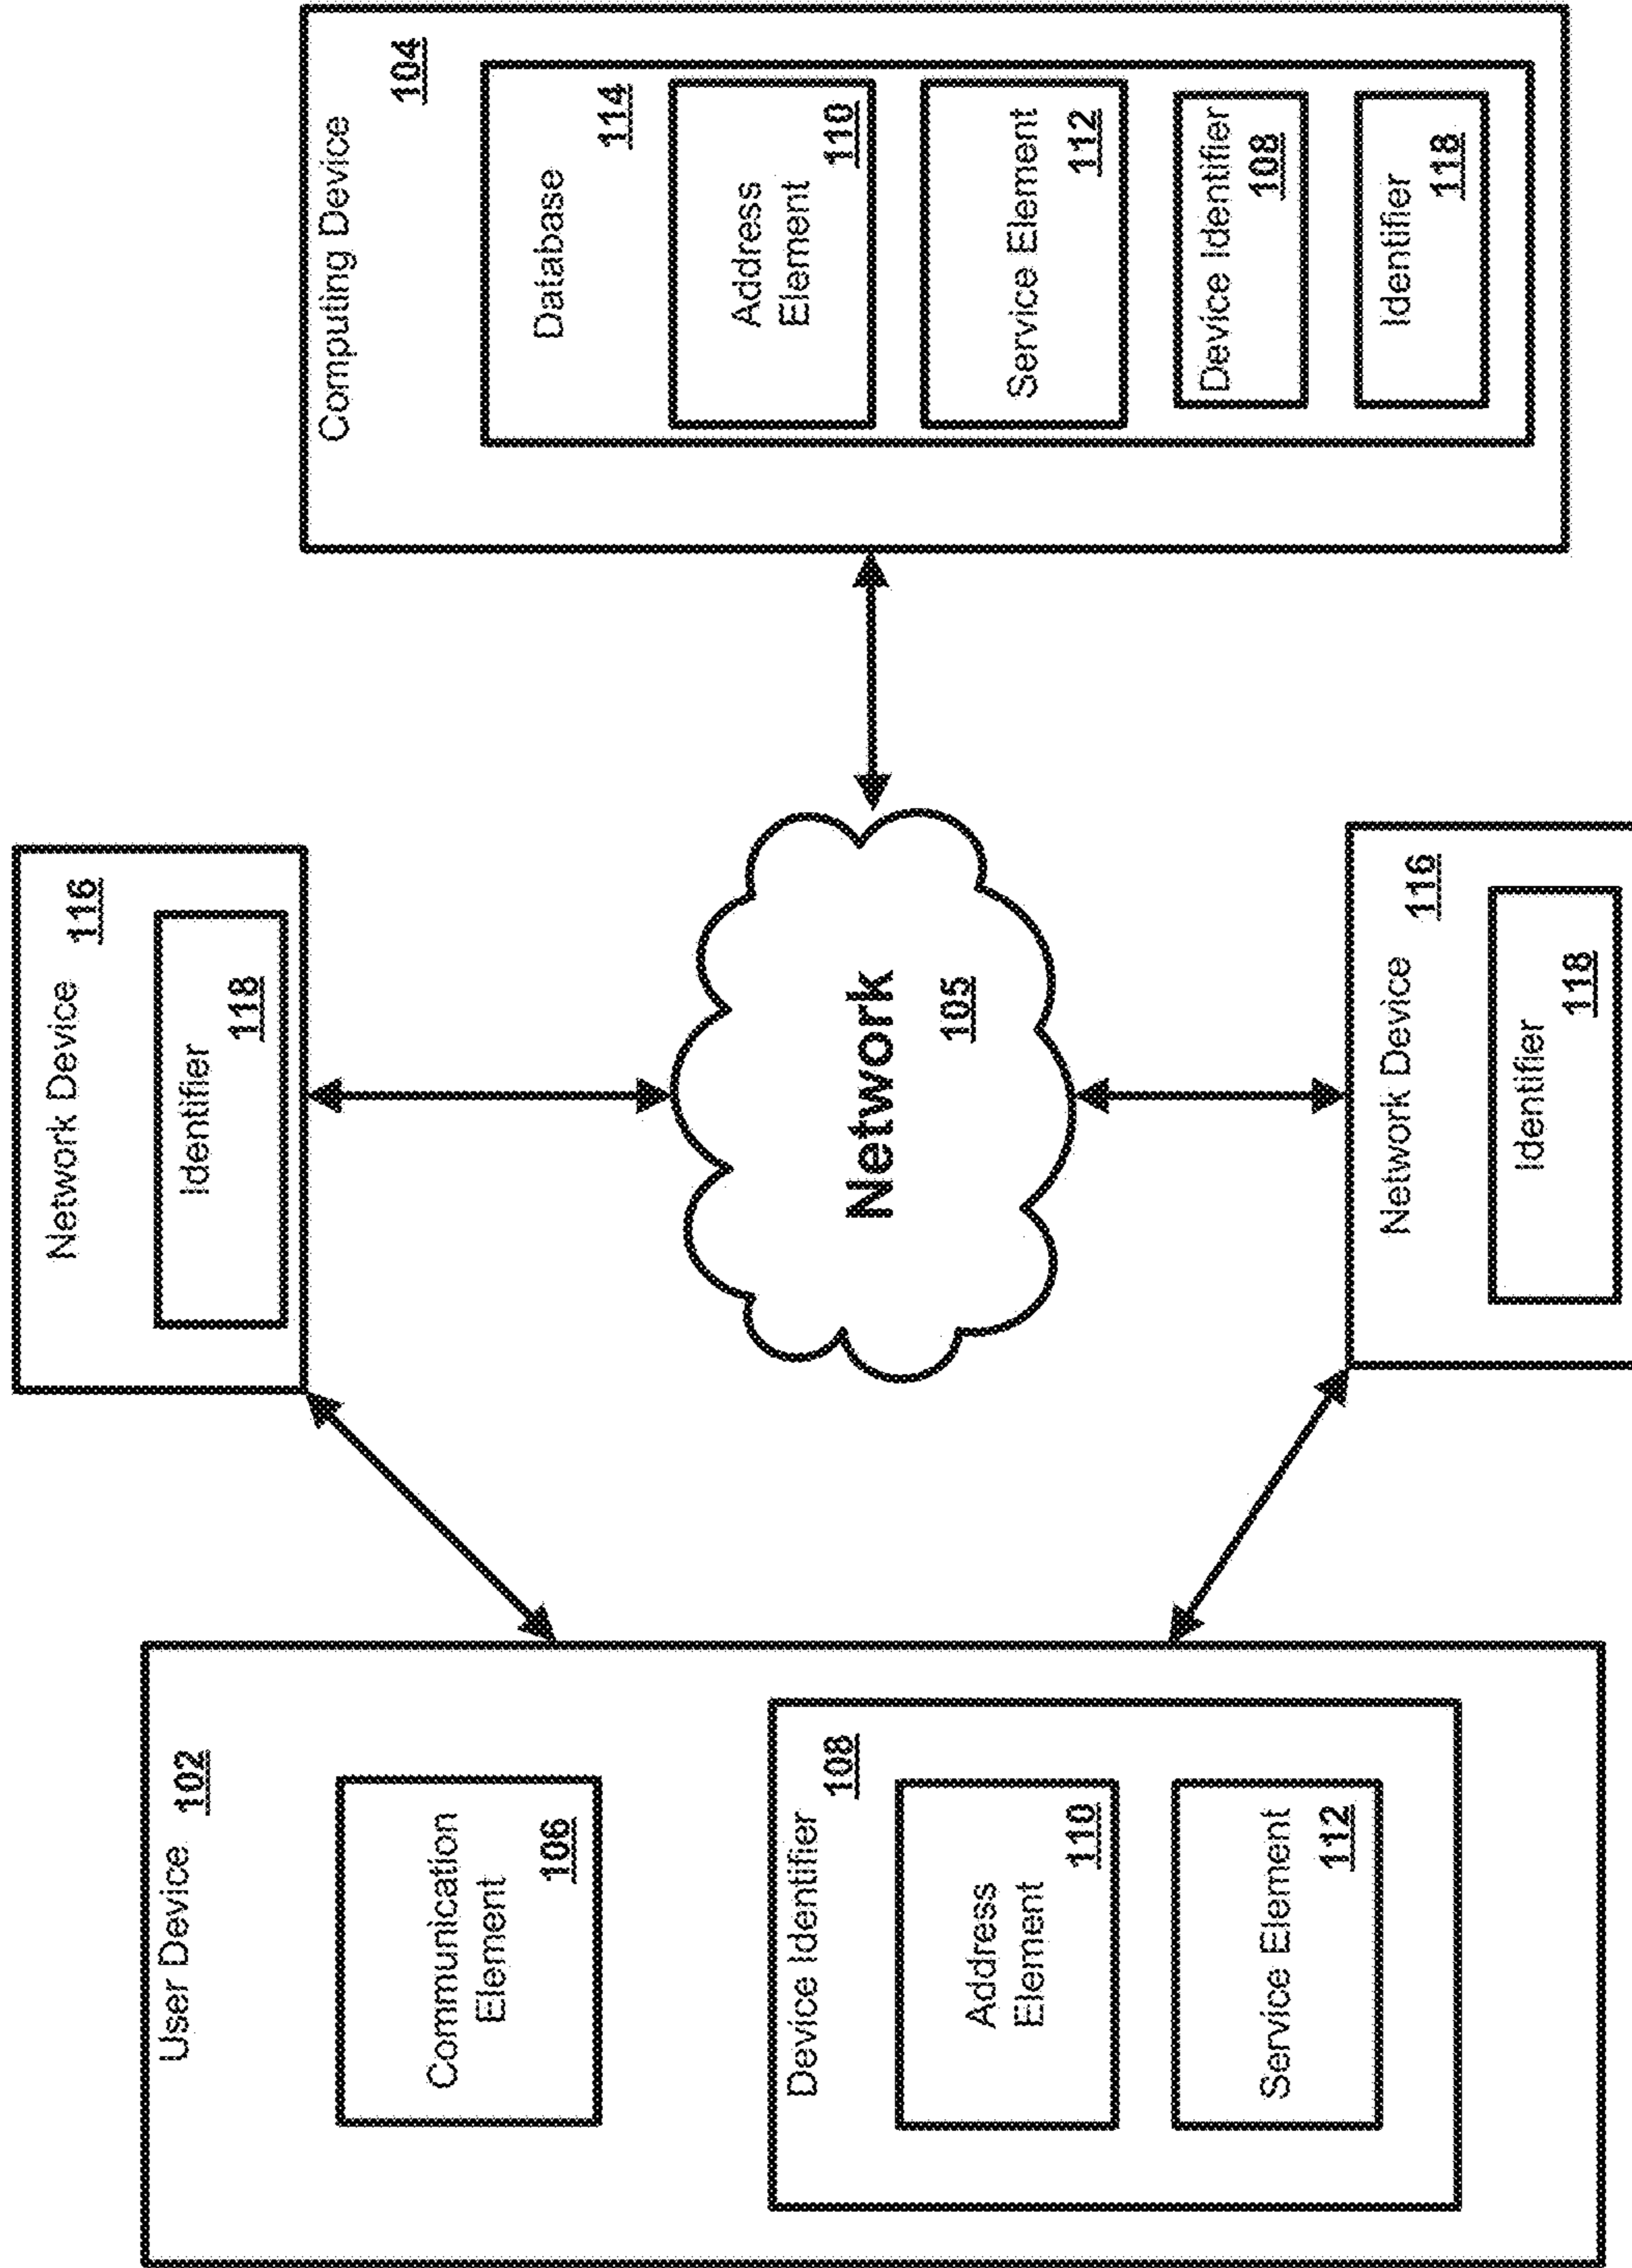 User Device 102
Communication
Element
106
Device Identifier
108
Address
Element
110
Service Element
112
Network Device
116
Identifier
118
Network
105
Network Device
116
Identifier
118
Computing Device
104
Database
114
Address
Element
110
Service Element
112
Device Identifier
108
Identifier
118